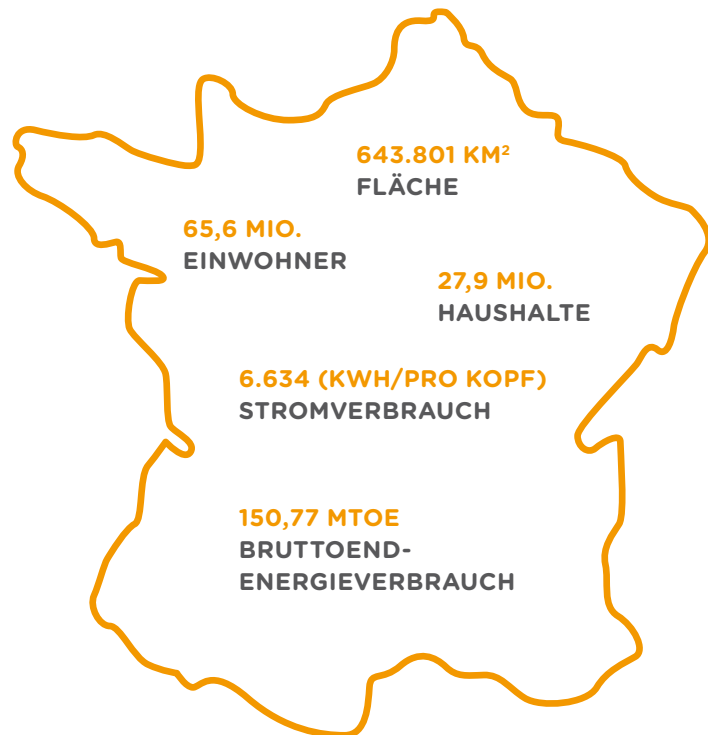 643.801 KM²
FLÄCHE
65,6 MIO.
EINWOHNER
27,9 MIO.
HAUSHALTE
6.634 (KWH/PRO KOPF)
STROMVERBRAUCH
150,77 MTOE
BRUTTOEND-
ENERGIEVERBRAUCH